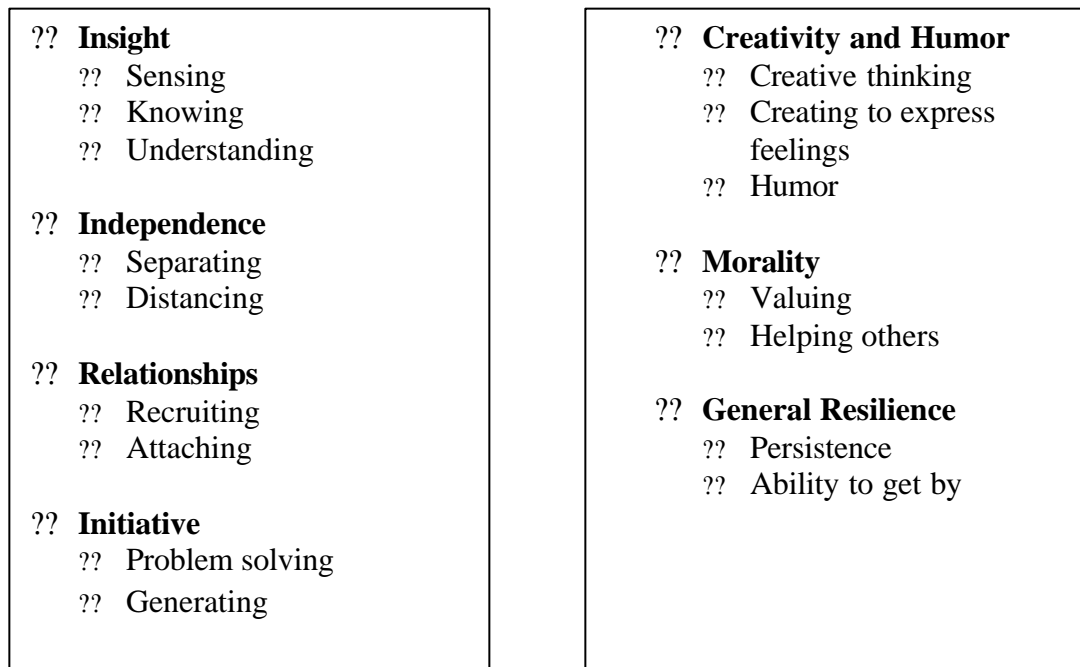 ?? Insight
?? Sensing
?? Knowing
?? Understanding
?? Independence
?? Separating
?? Distancing
?? Relationships
?? Recruiting
?? Attaching
?? Initiative
?? Problem solving
?? Generating
?? Creativity and Humor
?? Creative thinking
?? Creating to express
feelings
?? Humor
?? Morality
?? Valuing
?? Helping others
?? General Resilience
?? Persistence
?? Ability to get by